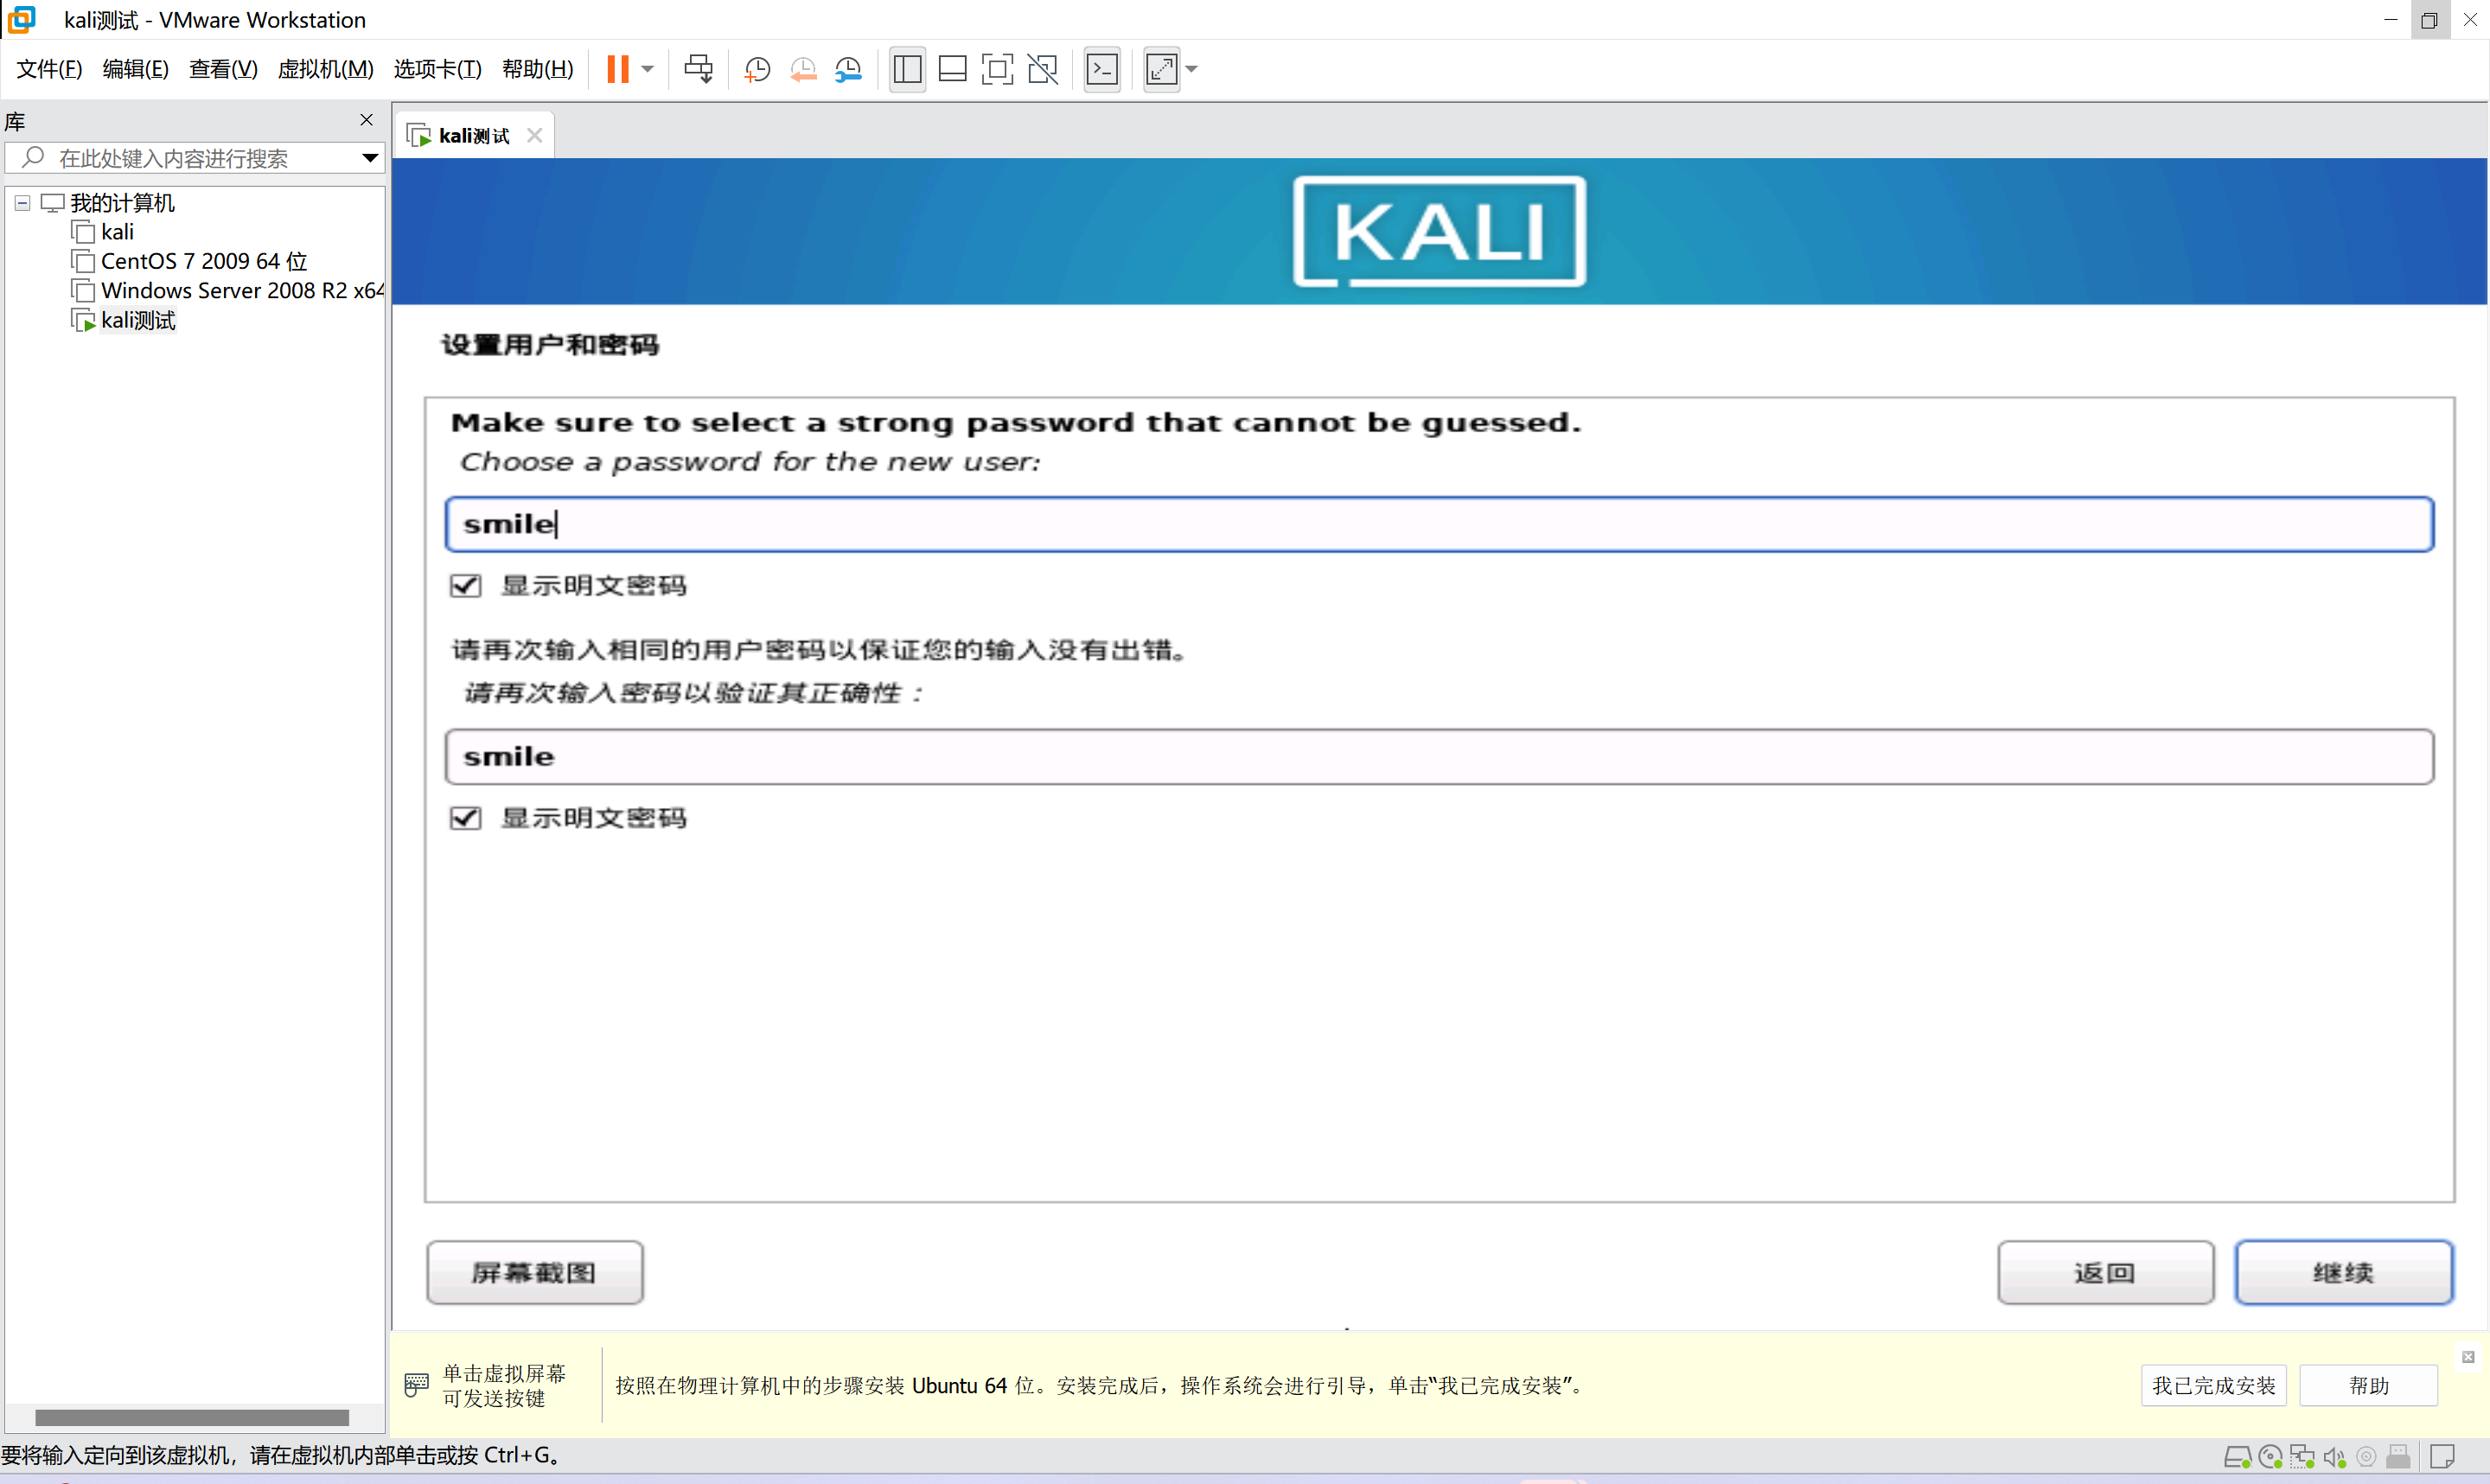 kali测试 - VMware Workstation
文件(F) 编辑(E) 查看(V) 虚拟机(M) 选项卡(T) 帮助(H)
库
在此处键入内容进行搜索
我的计算机
kali
CentOS 7 2009 64 位
Windows Server 2008 R2 x64
kali测试
kali测试
KALI
设置用户和密码
Make sure to select a strong password that cannot be guessed.
Choose a password for the new user:
smile
显示明文密码
请再次输入相同的用户密码以保证您的输入没有出错。
请再次输入密码以验证其正确性：
smile
显示明文密码
屏幕截图
返回
继续
单击虚拟屏幕
可发送按键
按照在物理计算机中的步骤安装 Ubuntu 64 位。安装完成后，操作系统会进行引导，单击“我已完成安装”。
我已完成安装
帮助
要将输入定向到该虚拟机，请在虚拟机内部单击或按 Ctrl+G。